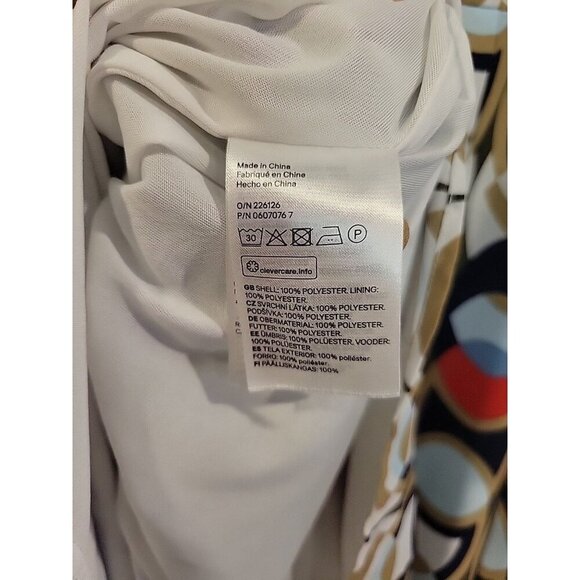 Made in China
Fabriqué en Chine
Hecho en China
O/N 226126
P/N 0607076 7
30 P
clevercare.info
GB SHELL: 100% POLYESTER. LINING:
100% POLYESTER.
CZ SVRCHNÍ LÁTKA: 100% POLYESTER.
PODŠÍVKA: 100% POLYESTER.
DE OBERMATERIAL: 100% POLYESTER.
FUTTER: 100% POLYESTER.
EE ÜMBRIS: 100% POLÜESTER. VOODER:
100% POLÜESTER.
ES TELA EXTERIOR: 100% poliéster.
FORRO: 100% poliéster.
FI PÄÄLLISKANGAS: 100%